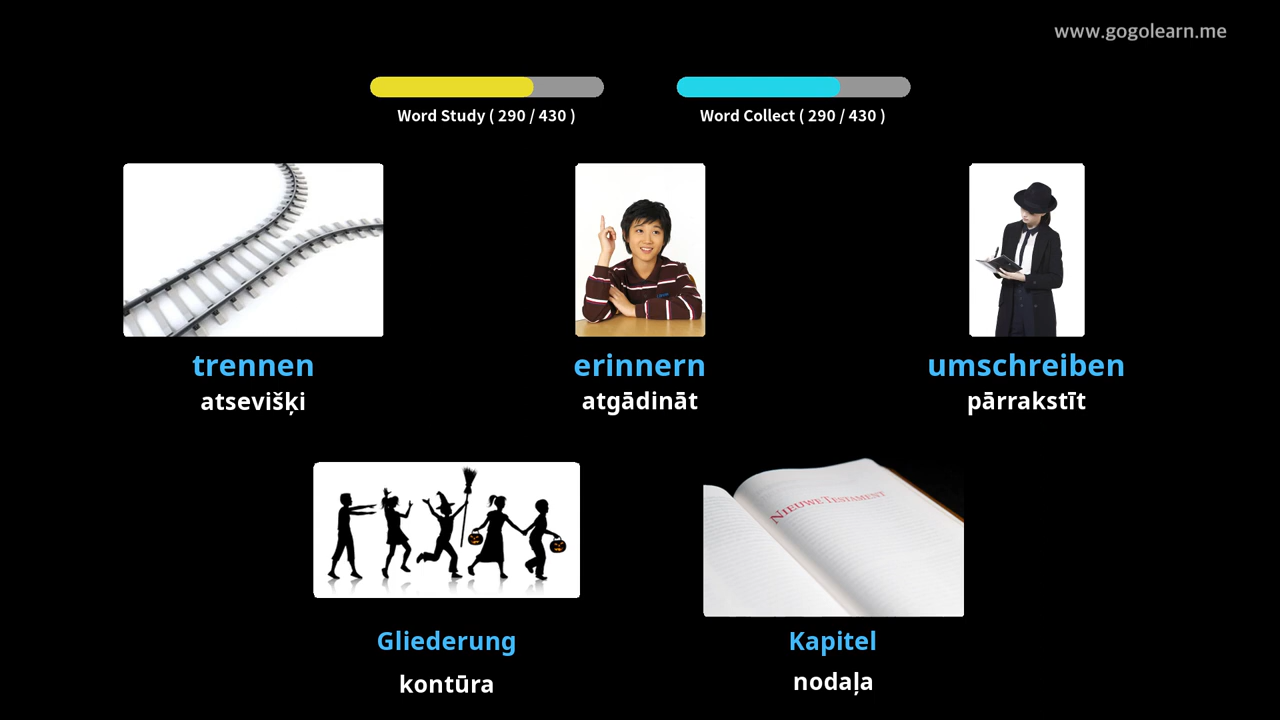 www.gogolearn.me
Word Study ( 290 / 430 )
Word Collect ( 290 / 430 )
trennen
atsevišķi
erinnern
atgādināt
umschreiben
pārrakstīt
NIEUWE TESTAMENT
Gliederung
kontūra
Kapitel
nodaļa